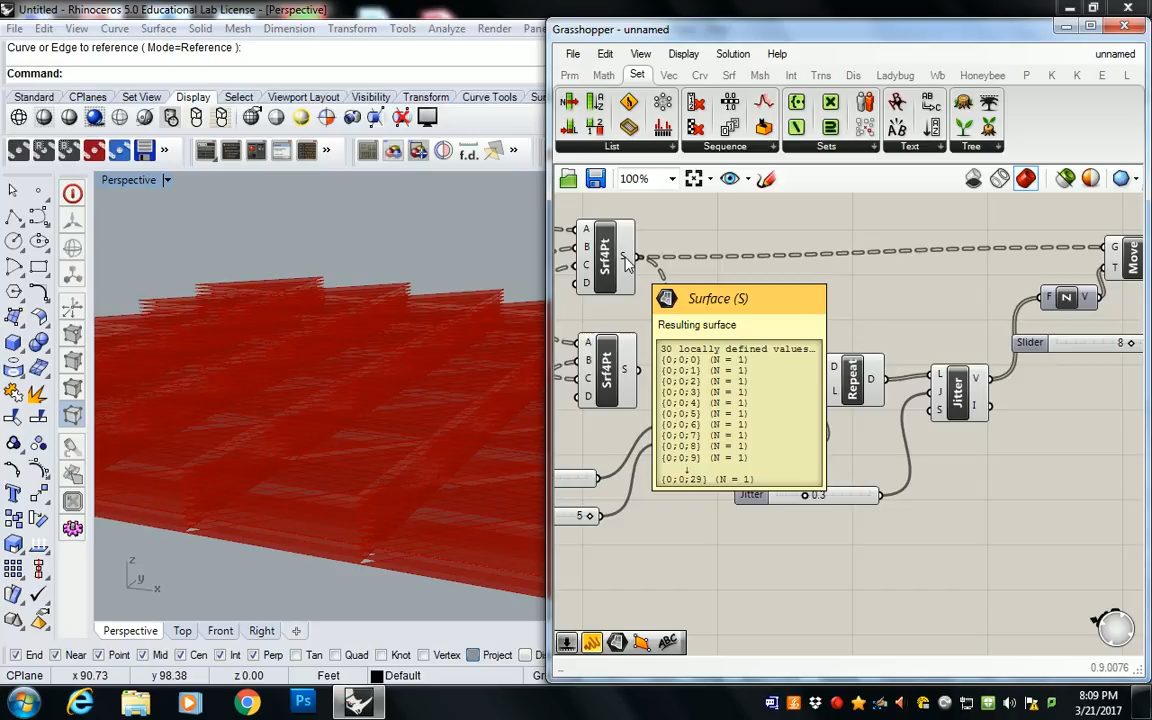 Untitled - Rhinoceros 5.0 Educational Lab License - [Perspective]
File Edit View Curve Surface Solid Mesh Dimension Transform Tools Analyze Render Panels
Curve or Edge to reference ( Mode=Reference ):
Command:
Standard CPlanes Set View Display Select Viewport Layout Visibility Transform Curve Tools
f.d.
Perspective
z
y
x
Perspective Top Front Right
End Near Point Mid Cen Int Perp Tan Quad Knot Vertex Project
CPlane x 90.73 y 98.38 z 0.00 Feet Default
Grasshopper - unnamed
File Edit View Display Solution Help unnamed
Prm Math Set Vec Crv Srf Msh Int Trns Dis Ladybug Wb Honeybee P K K E L
List Sequence Sets Text Tree
100%
A
B
C
D
Srf4Pt
S
A
B
C
D
Srf4Pt
S
Surface (S)
Resulting surface
30 locally defined values…
{0;0;0} (N = 1)
{0;0;1} (N = 1)
{0;0;2} (N = 1)
{0;0;3} (N = 1)
{0;0;4} (N = 1)
{0;0;5} (N = 1)
{0;0;6} (N = 1)
{0;0;7} (N = 1)
{0;0;8} (N = 1)
{0;0;9} (N = 1)
↓
{0;0;29} (N = 1)
D
L
Repeat
D
L
J
S
Jitter
V
I
F
V
G
T
Move
Slider 8
5
Jitter 0.3
0.9.0076
8:09 PM
3/21/2017